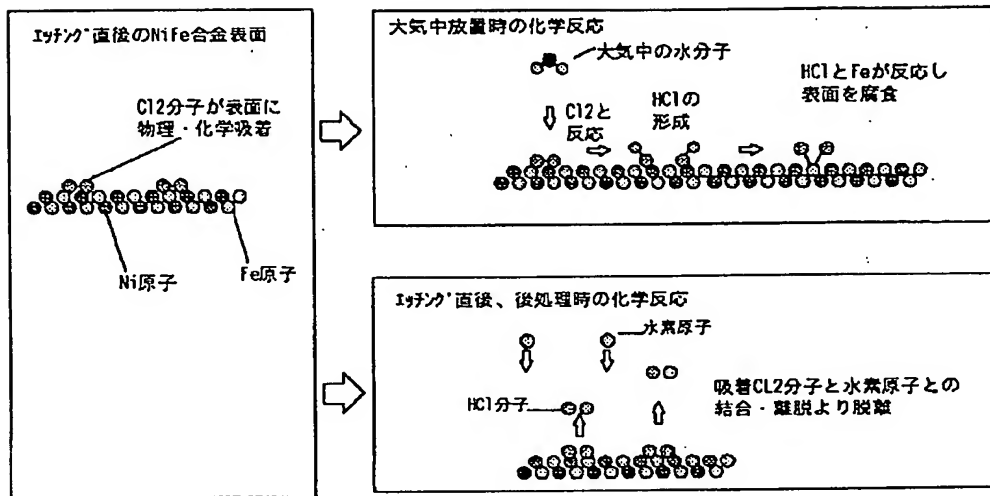 ｴｯﾁﾝｸﾞ直後のNife合金表面
Cl2分子が表面に
物理・化学吸着
Ni原子
Fe原子
大気中放置時の化学反応
大気中の水分子
Cl2と
反応
HClの
形成
HClとFeが反応し
表面を腐食
ｴｯﾁﾝｸﾞ直後、後処理時の化学反応
水素原子
HCl分子
吸着CL2分子と水素原子との
結合・離脱より脱離